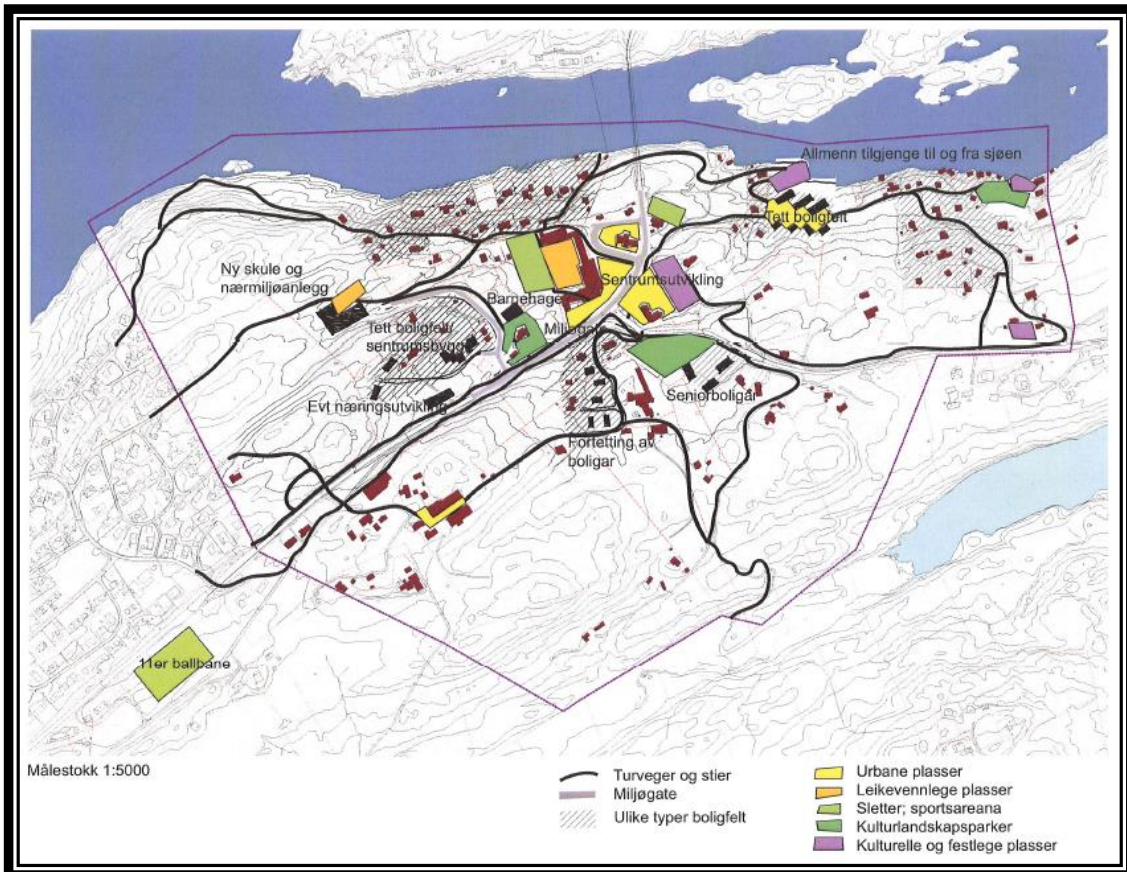 Allmenn tilgjenge til og fra sjøen
Tett boligfelt
Ny skule og
nærmiljøanlegg
Sentrumsutvikling
Barnehage
Tett boligfelt/
sentrumsbygg
Miljøgate
Evt næringsutvikling
Seniorboligar
Fortetting av
boligar
11er ballbane
Målestokk 1:5000
Turveger og stier
Miljøgate
Ulike typer boligfelt
Urbane plasser
Leikevennlege plasser
Sletter; sportsareana
Kulturlandskapsparker
Kulturelle og festlege plasser